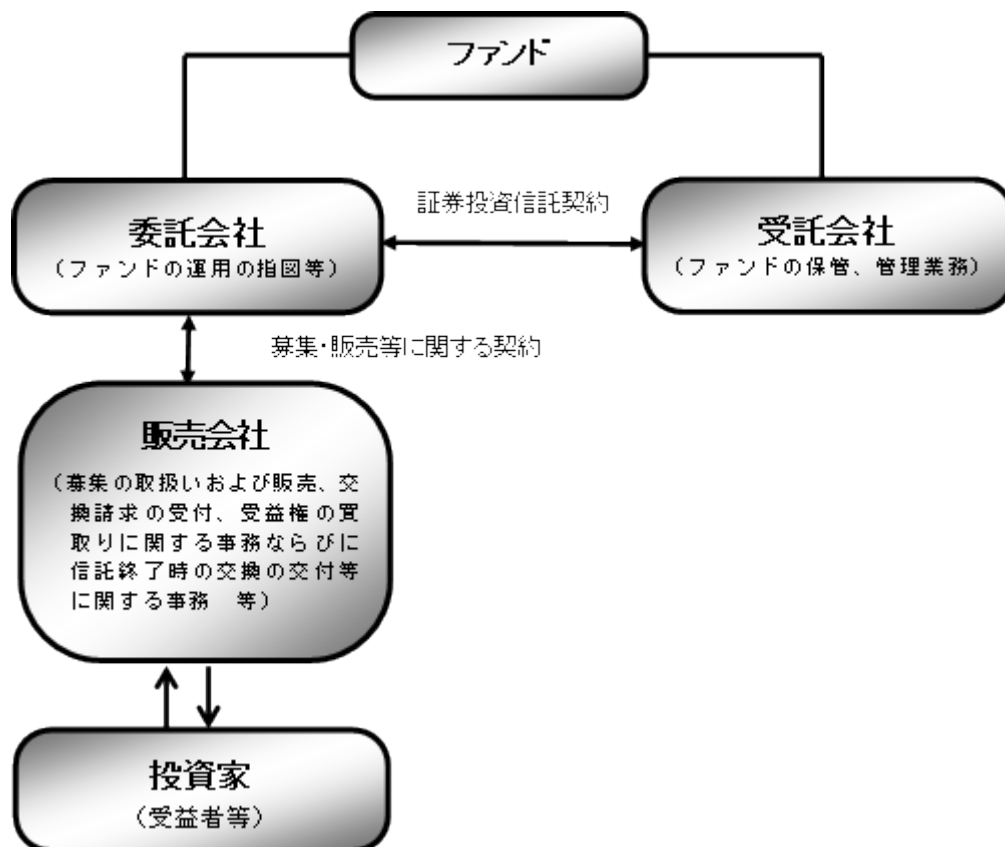 ファンド
証券投資信託契約
委託会社
（ファンドの運用の指図等）
受託会社
（ファンドの保管、管理業務）
募集・販売等に関する契約
販売会社
（募集の取扱いおよび販売、交
換請求の受付、受益権の買
取りに関する事務ならびに
信託終了時の交換の交付等
に関する事務　等）
投資家
（受益者等）